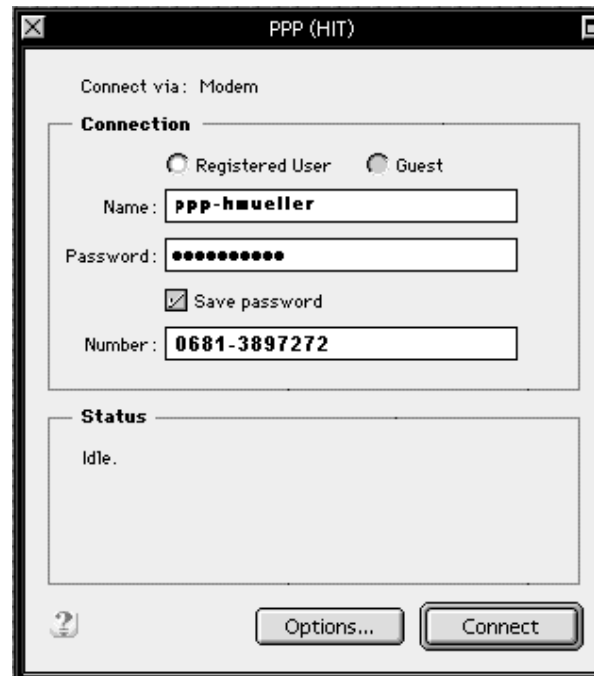 PPP (HIT)
Connect via: Modem
Connection
Registered User Guest
Name: ppp-hmueller
Password: ●●●●●●●●●●
Save password
Number: 0681-3897272
Status
Idle.
Options... Connect